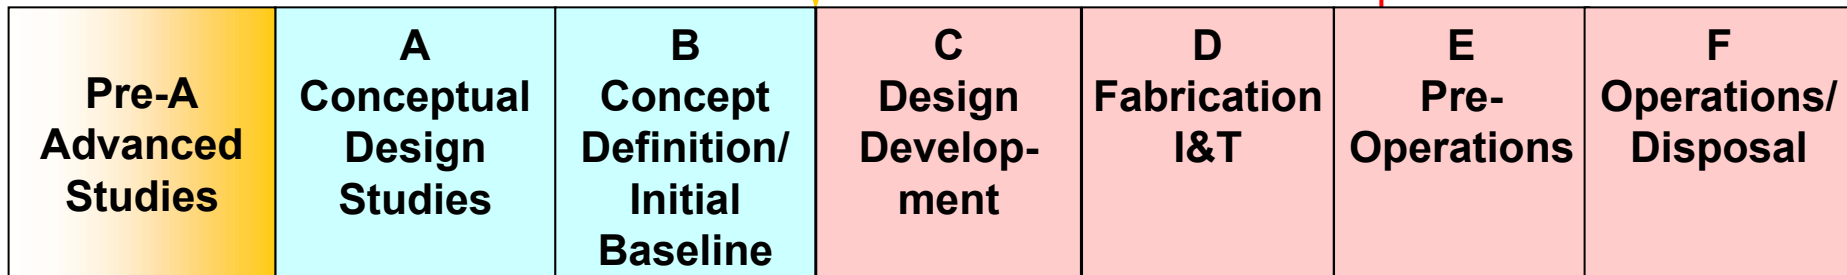 Pre-A
Advanced
Studies
A
Conceptual
Design
Studies
B
Concept
Definition/
Initial
Baseline
C
Design
Develop-
ment
D
Fabrication
I&T
E
Pre-
Operations
F
Operations/
Disposal